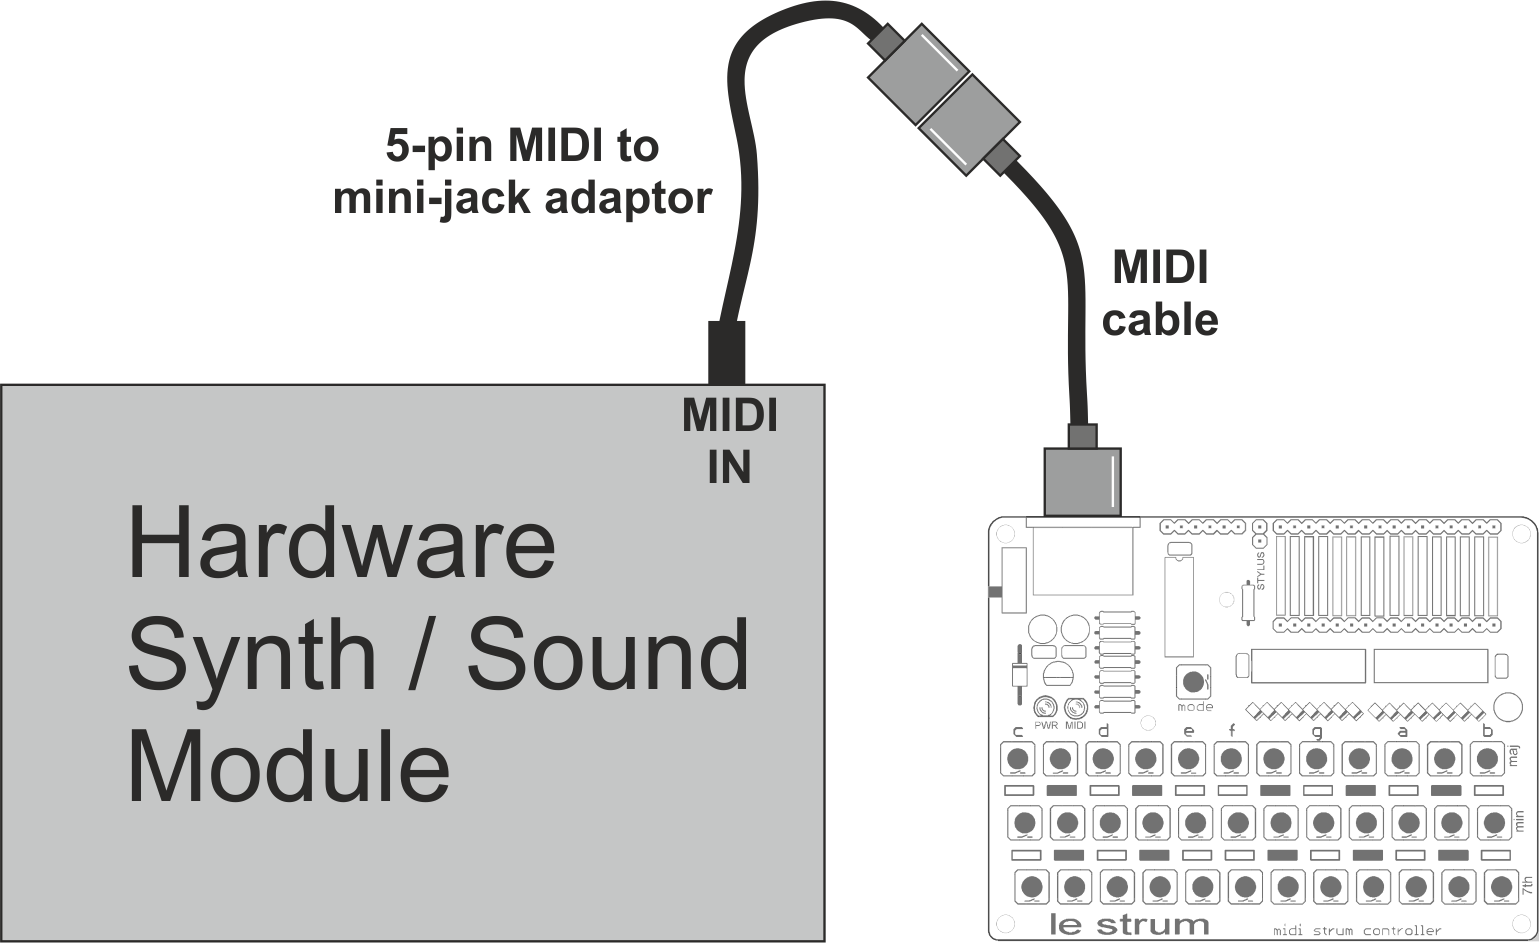 5-pin MIDI to
mini-jack adaptor
MIDI
cable
MIDI
IN
Hardware
Synth / Sound
Module
STYLUS
mode
PWR MIDI
c d e f g a b
maj
min
7th
le strum
midi strum controller